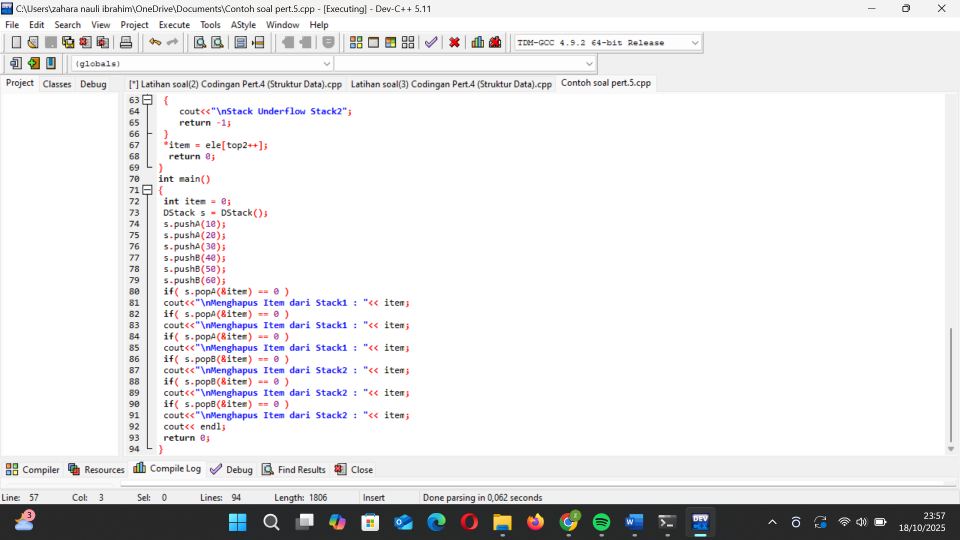 C:\Users\zahara nauli ibrahim\OneDrive\Documents\Contoh soal pert.5.cpp - [Executing] - Dev-C++ 5.11
File Edit Search View Project Execute Tools AStyle Window Help
TDM-GCC 4.9.2 64-bit Release
(globals)
Project Classes Debug [*] Latihan soal(2) Codingan Pert.4 (Struktur Data).cpp Latihan soal(3) Codingan Pert.4 (Struktur Data).cpp Contoh soal pert.5.cpp
63 {
64 cout<<"\nStack Underflow Stack2";
65 return -1;
66 }
67 *item = ele[top2++];
68 return 0;
69 }
70 int main()
71 {
72 int item = 0;
73 DStack s = DStack();
74 s.pushA(10);
75 s.pushA(20);
76 s.pushA(30);
77 s.pushB(40);
78 s.pushB(50);
79 s.pushB(60);
80 if( s.popA(&item) == 0 )
81 cout<<"\nMenghapus Item dari Stack1 : "<< item;
82 if( s.popA(&item) == 0 )
83 cout<<"\nMenghapus Item dari Stack1 : "<< item;
84 if( s.popA(&item) == 0 )
85 cout<<"\nMenghapus Item dari Stack1 : "<< item;
86 if( s.popB(&item) == 0 )
87 cout<<"\nMenghapus Item dari Stack2 : "<< item;
88 if( s.popB(&item) == 0 )
89 cout<<"\nMenghapus Item dari Stack2 : "<< item;
90 if( s.popB(&item) == 0 )
91 cout<<"\nMenghapus Item dari Stack2 : "<< item;
92 cout<< endl;
93 return 0;
94 }
Compiler Resources Compile Log Debug Find Results Close
Line: 57 Col: 3 Sel: 0 Lines: 94 Length: 1806 Insert Done parsing in 0,062 seconds
3
DEV
23:57
18/10/2025